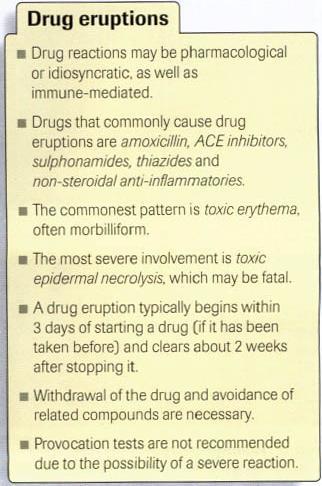 Drug eruptions
■ Drug reactions may be pharmacological
or idiosyncratic, as well as
immune-mediated.
■ Drugs that commonly cause drug
eruptions are amoxicillin, ACE inhibitors,
sulphonamides, thiazides and
non-steroidal anti-inflammatories.
■ The commonest pattern is toxic erythema,
often morbilliform.
■ The most severe involvement is toxic
epidermal necrolysis, which may be fatal.
■ A drug eruption typically begins within
3 days of starting a drug (if it has been
taken before) and clears about 2 weeks
after stopping it.
■ Withdrawal of the drug and avoidance of
related compounds are necessary.
■ Provocation tests are not recommended
due to the possibility of a severe reaction.